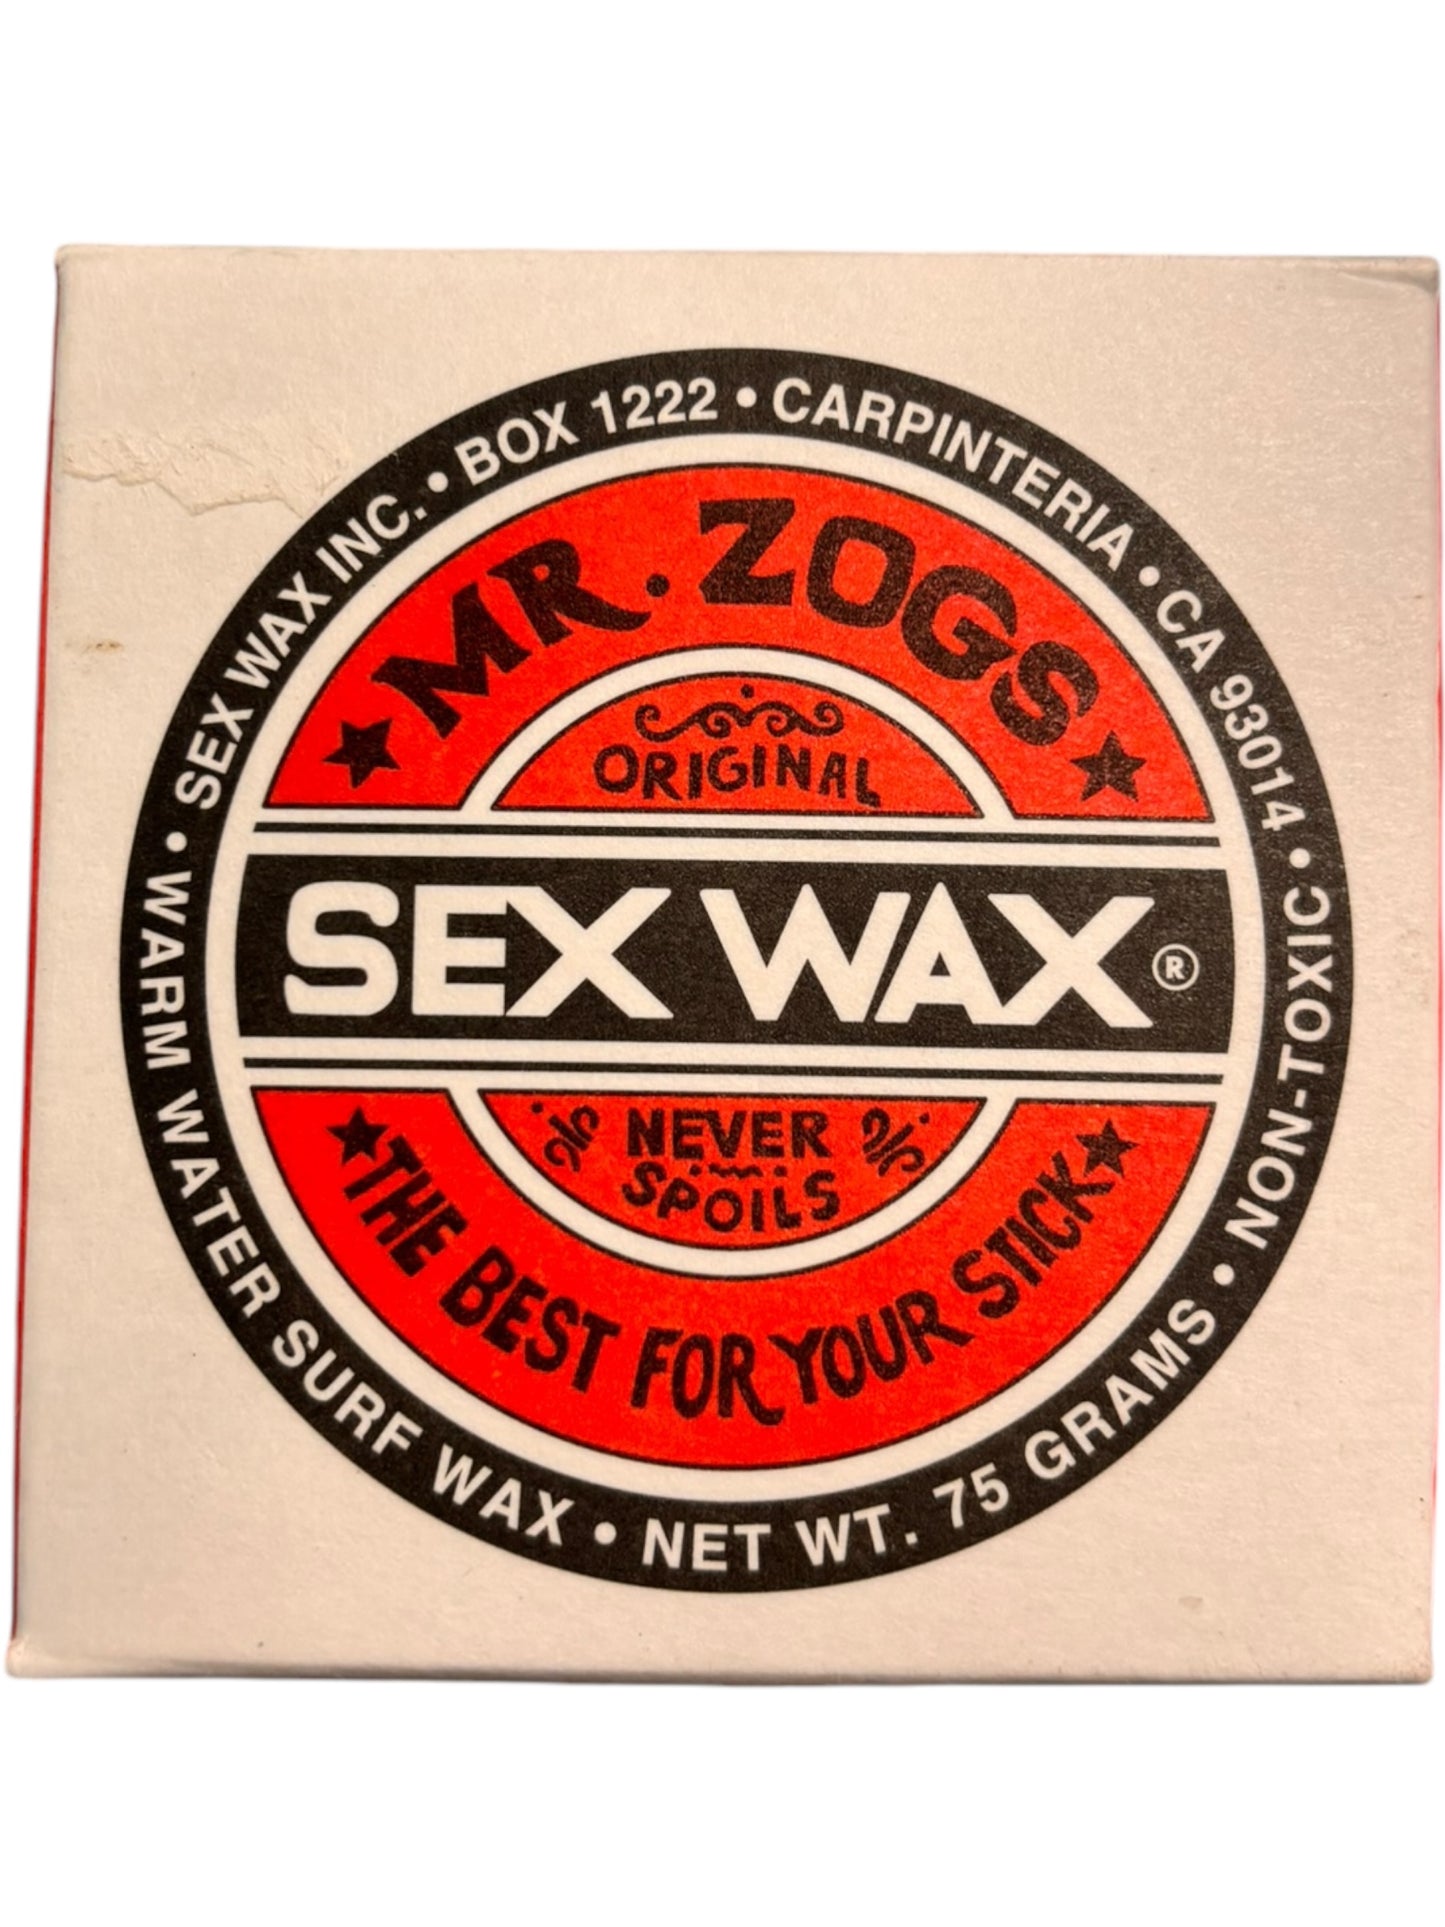 SEX WAX INC. • BOX 1222 • CARPINTERIA • CA 93014 • NON-TOXIC •
MR. ZOGS
ORIGINAL
SEX WAX®
NEVER
SPOILS
THE BEST FOR YOUR STICK
• WARM WATER SURF WAX • NET WT. 75 GRAMS